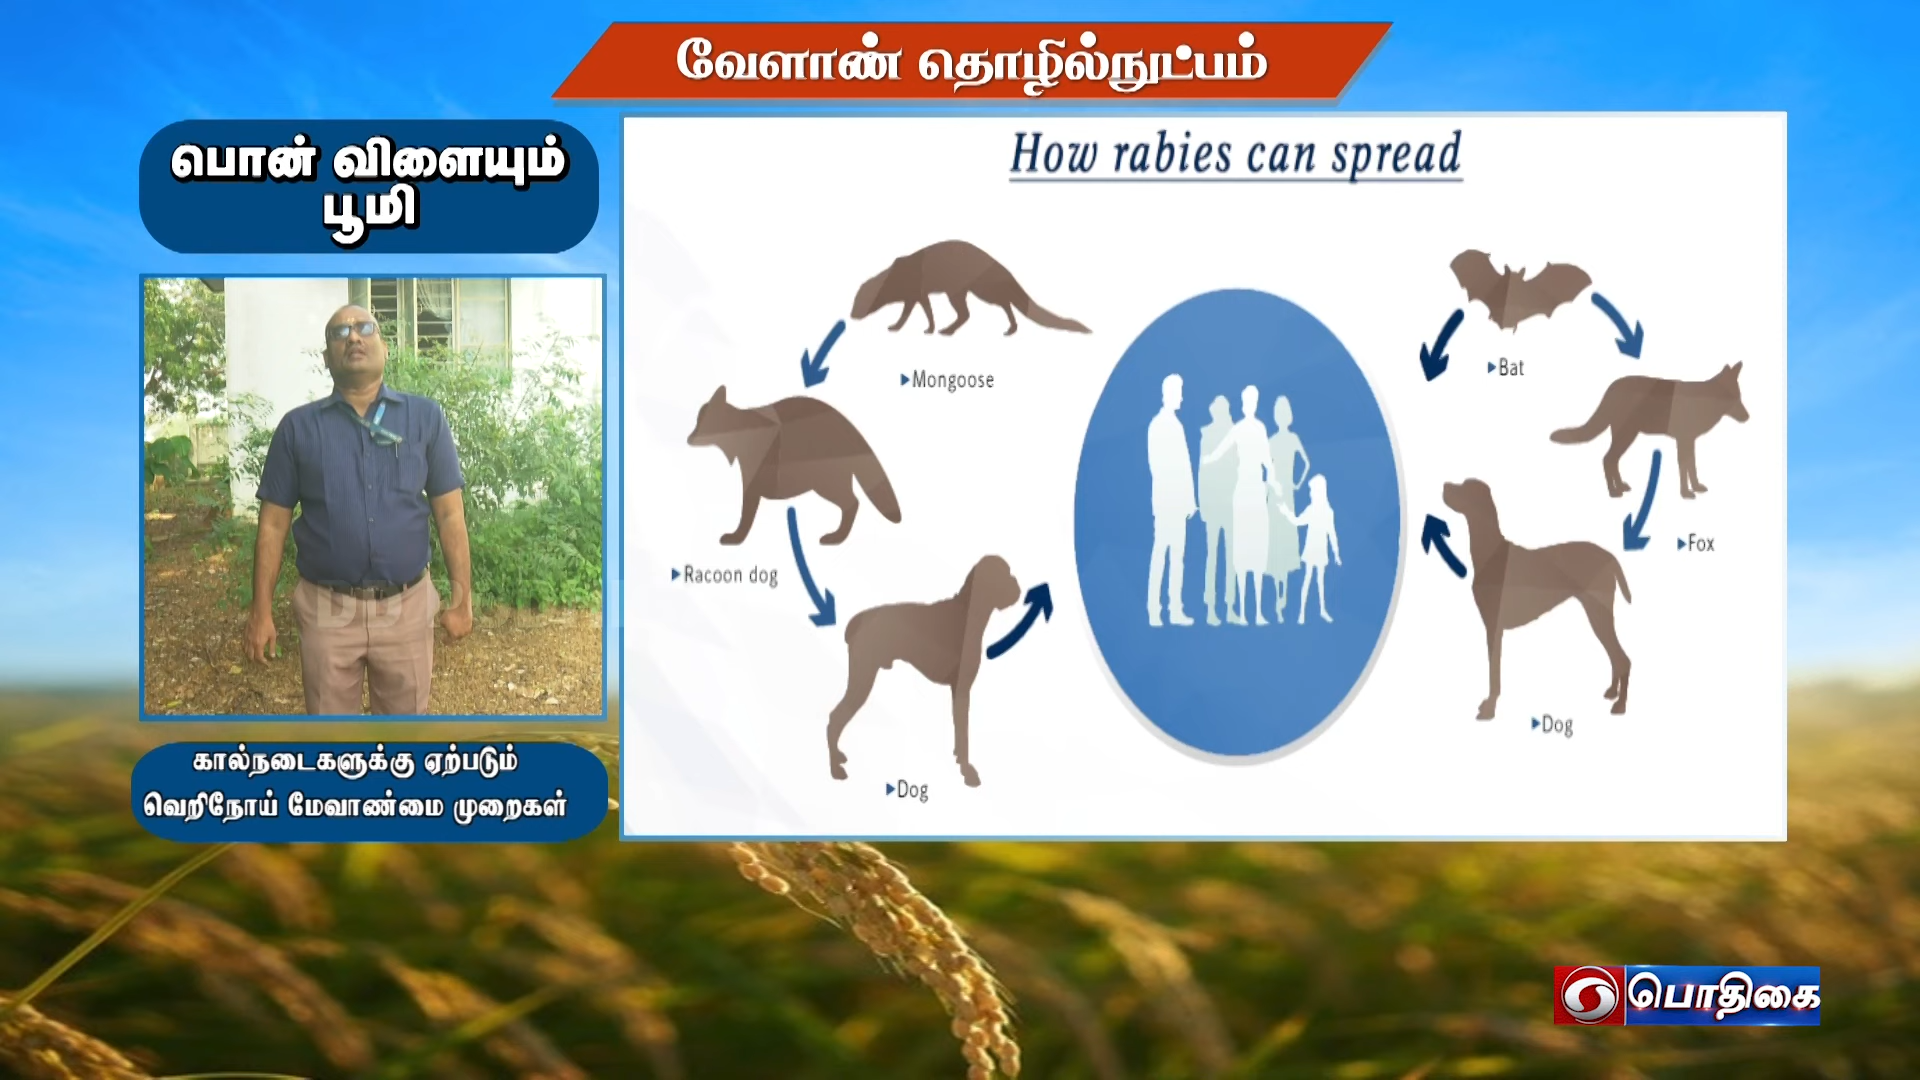 வேளாண் தொழில்நுட்பம்
பொன் விளையும்
பூமி
How rabies can spread
Mongoose
Bat
Racoon dog
Fox
Dog
Dog
கால்நடைகளுக்கு ஏற்படும்
வெறிநோய் மேலாண்மை முறைகள்
பொதிகை